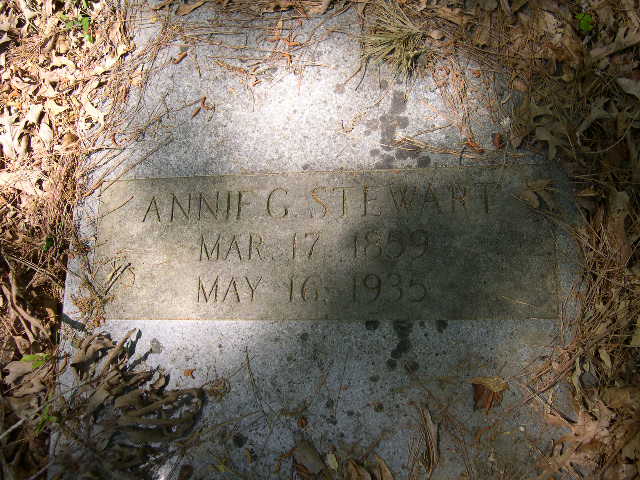 ANNIE G. STEWART
MAR. 17, 1859
MAY 16, 1935